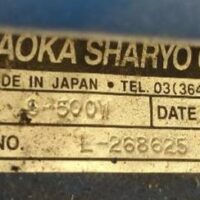 AOKA SHARYO
DE IN JAPAN • TEL. 03(364
S-500W DATE
NO. L-268625